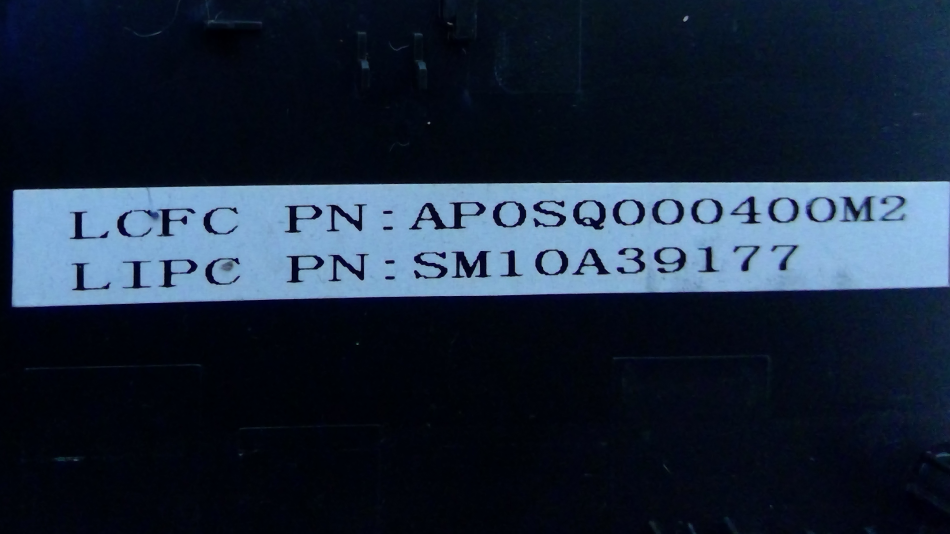 LCFC PN:AP0SQ000400M2
LIPC PN:SM10A39177